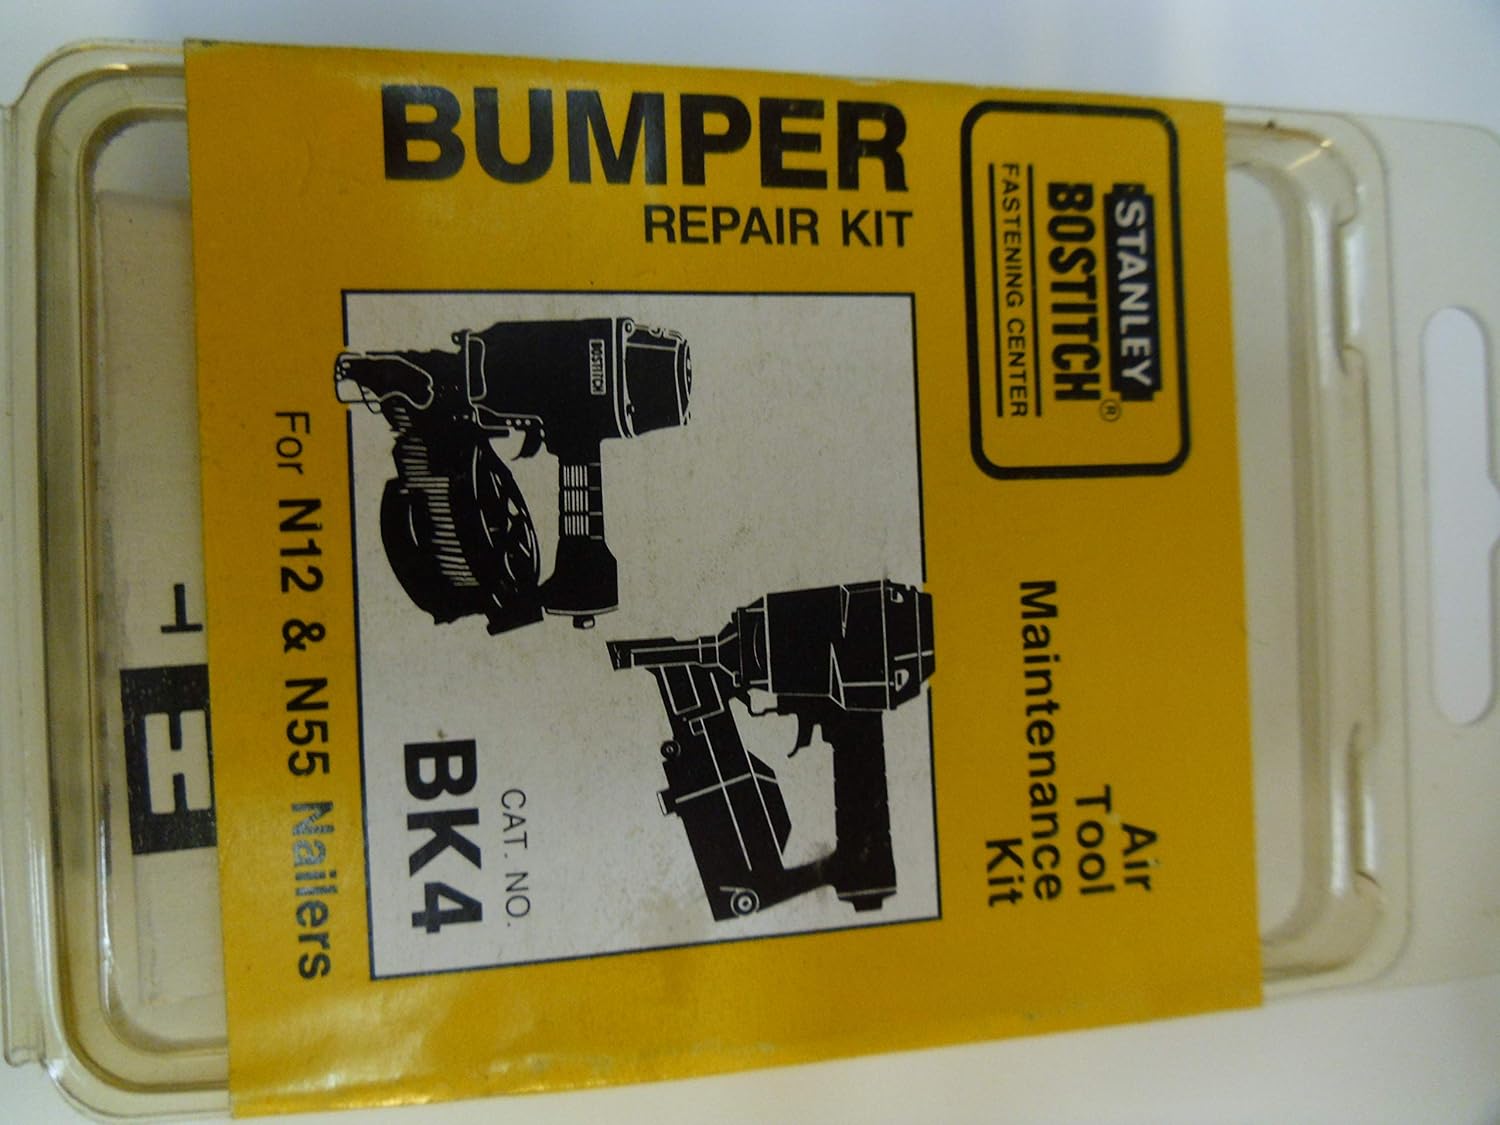 STANLEY
BOSTITCH®
FASTENING CENTER
Air
Tool
Maintenance
Kit
BUMPER
REPAIR KIT
BOSTITCH
CAT. NO.
BK4
For N12 & N55 Nailers